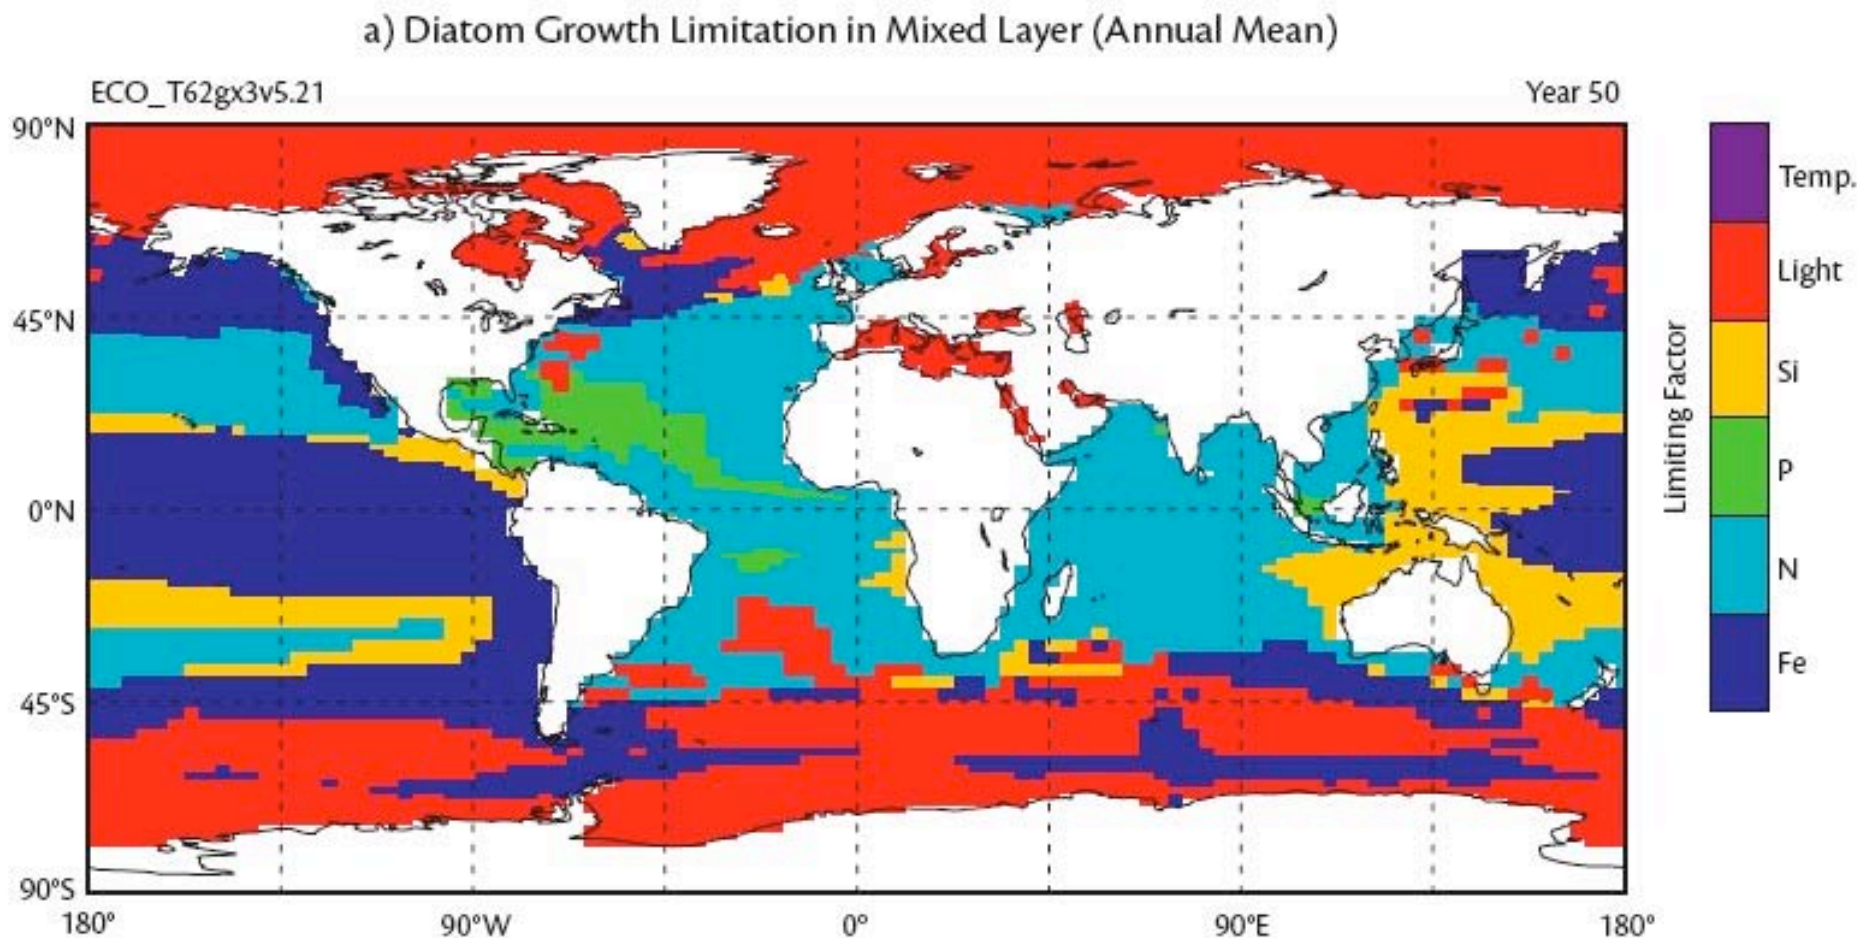 a) Diatom Growth Limitation in Mixed Layer (Annual Mean)
ECO_T62gx3v5.21
Year 50
90°N
45°N
0°N
45°S
90°S
180°
90°W
0°
90°E
180°
Limiting Factor
Temp.
Light
Si
P
N
Fe